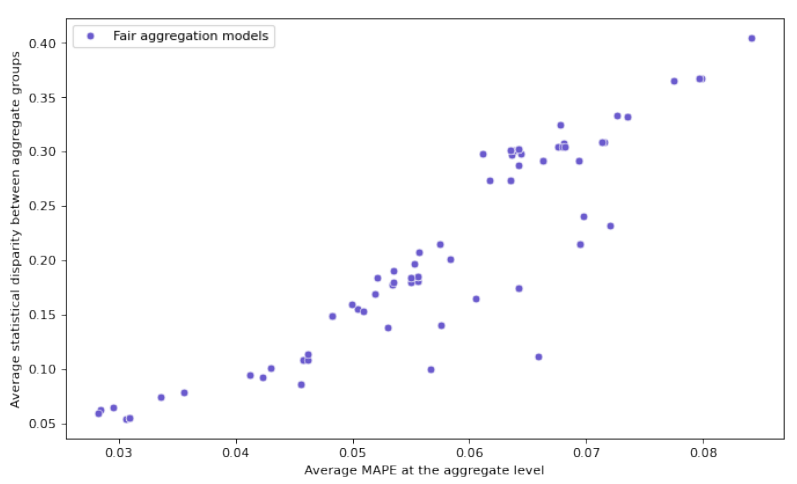 Fair aggregation models
Average statistical disparity between aggregate groups
0.40
0.35
0.30
0.25
0.20
0.15
0.10
0.05
0.03 0.04 0.05 0.06 0.07 0.08
Average MAPE at the aggregate level